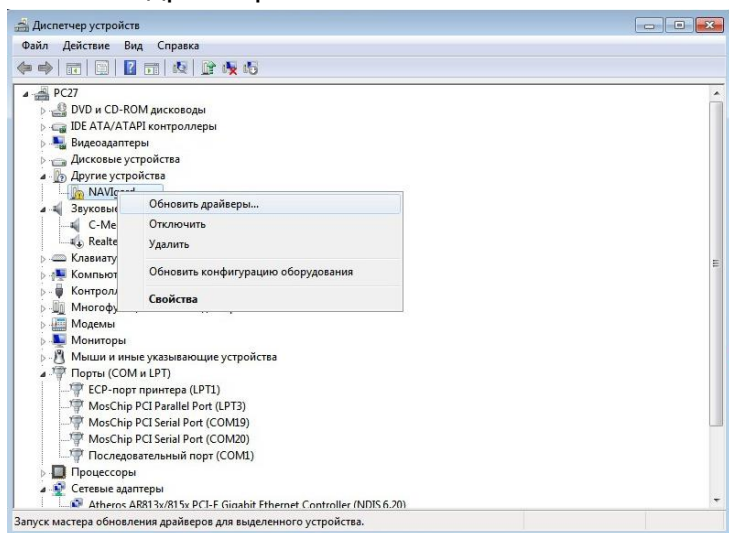 Диспетчер устройств
Файл Действие Вид Справка
PC27
DVD и CD-ROM дисководы
IDE ATA/ATAPI контроллеры
Видеоадаптеры
Дисковые устройства
Другие устройства
Обновить драйверы...
Отключить
C-Me
Realte
Удалить
Обновить конфигурацию оборудования
Свойства
Модемы
Мониторы
Мыши и иные указывающие устройства
Порты (COM и LPT)
ECP-порт принтера (LPT1)
MosChip PCI Parallel Port (LPT3)
MosChip PCI Serial Port (COM19)
MosChip PCI Serial Port (COM20)
Последовательный порт (COM1)
Процессоры
Сетевые адаптеры
Atheros AR813x/815x PCI-E Gigabit Ethernet Controller (NDIS 6.20)
Запуск мастера обновления драйверов для выделенного устройства.